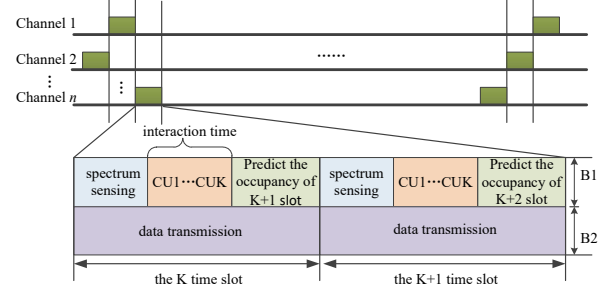 Channel 1
Channel 2
⋮
⋮
······
Channel n
interaction time
spectrum
sensing
CU1···CUK
Predict the
occupancy of
K+1 slot
spectrum
sensing
CU1···CUK
Predict the
occupancy of
K+2 slot
B1
data transmission
data transmission
B2
the K time slot
the K+1 time slot